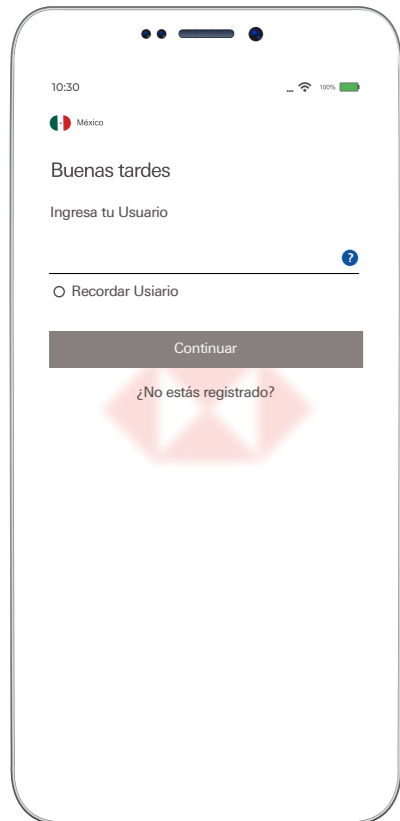 10:30
100%
México
Buenas tardes
Ingresa tu Usuario
?
Recordar Usiario
Continuar
¿No estás registrado?